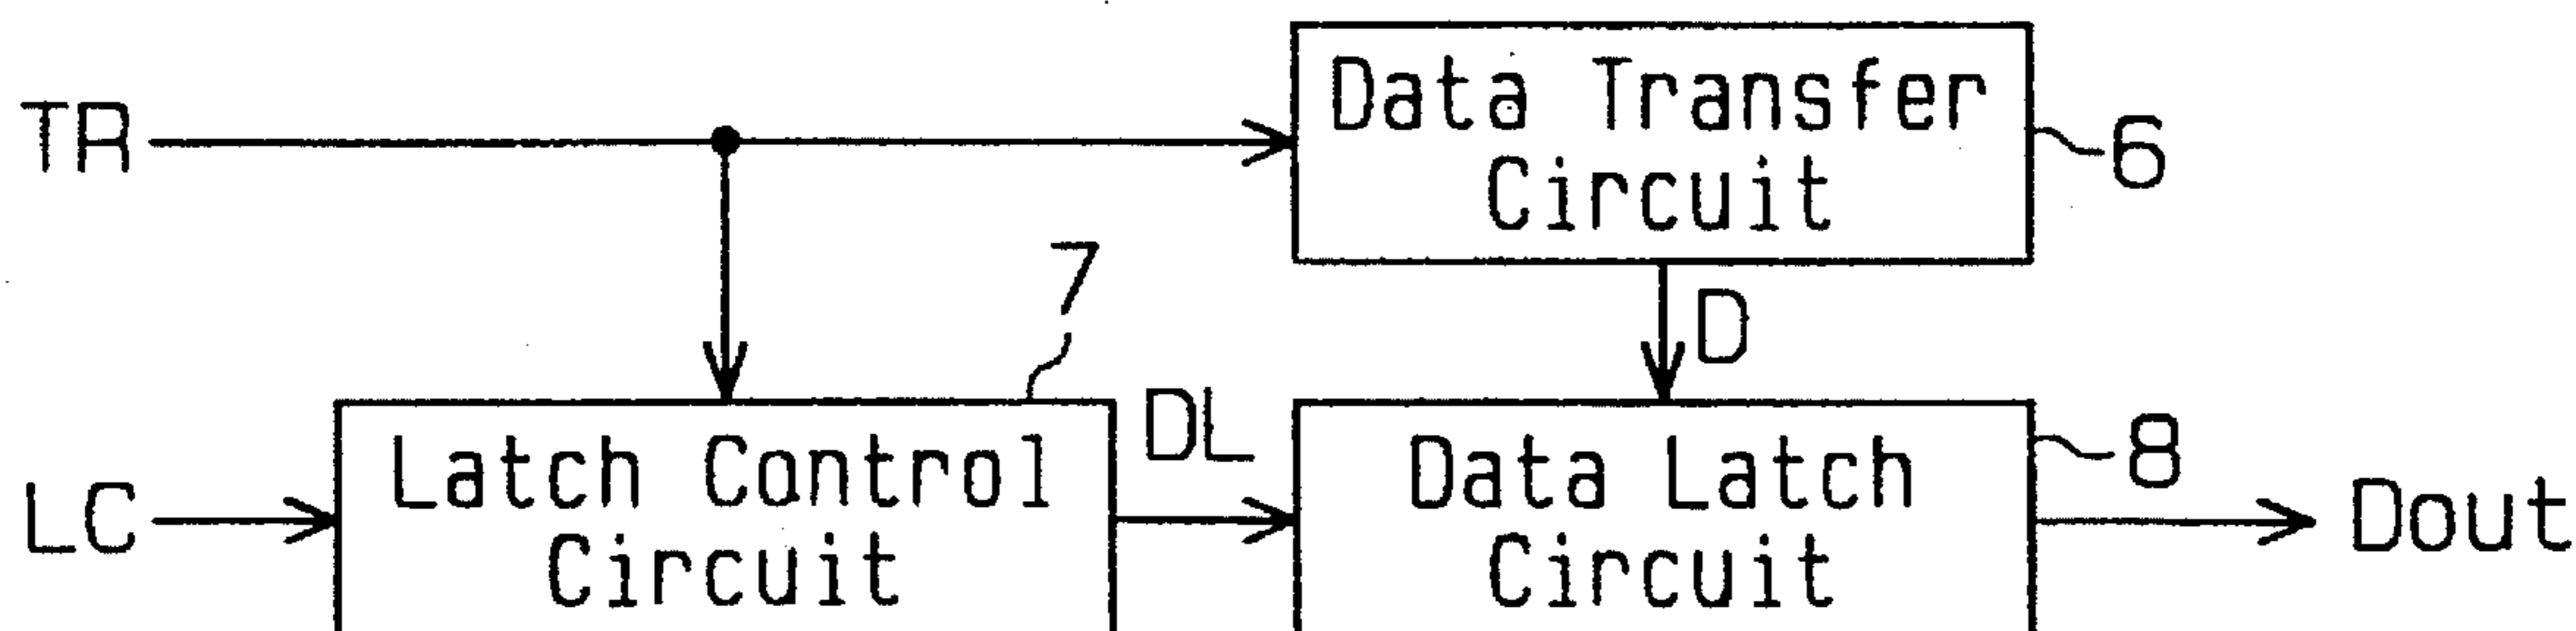 TR
Data Transfer
Circuit
6
7
D
LC
Latch Control
Circuit
DL
Data Latch
Circuit
8
Dout